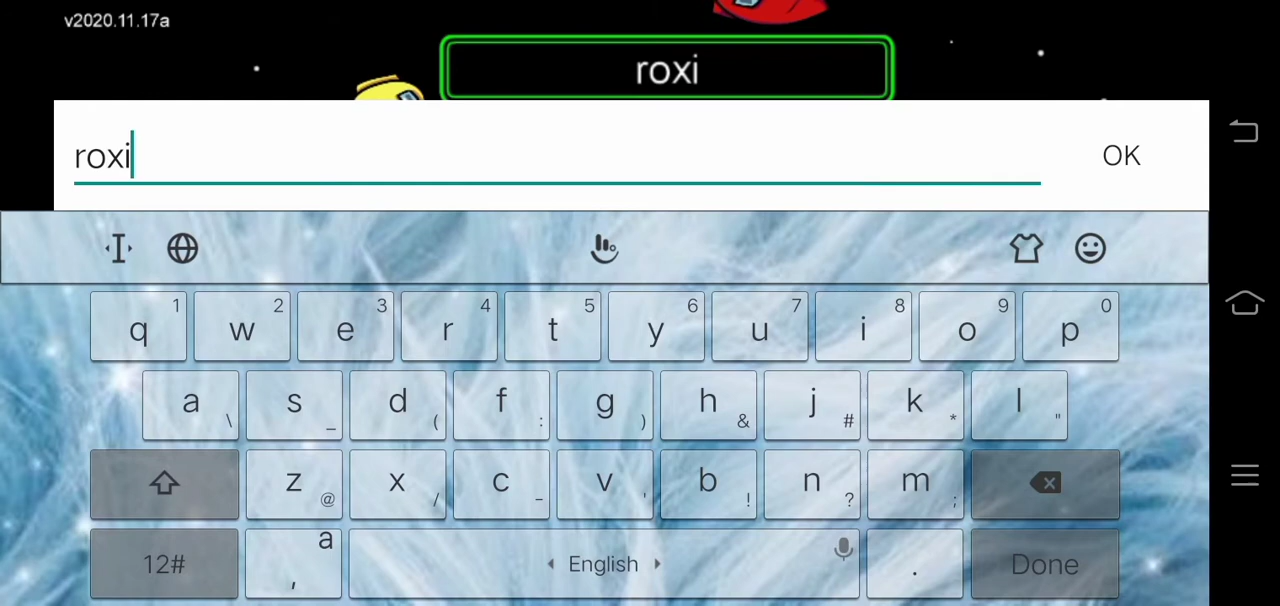 v2020.11.17a
roxi
roxi OK
q 1 w 2 e 3 r 4 t 5 y 6 u 7 i 8 o 9 p 0
a \ s _ d ( f : g ) h & j # k * l "
z @ x / c - v ' b ! n ? m ;
12# , a English . Done